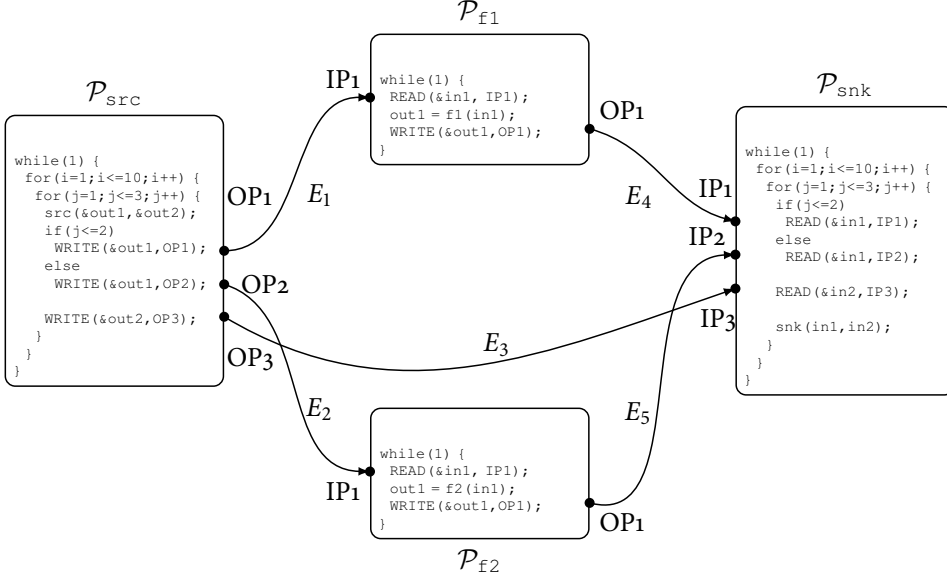 P_f1
while(1) {
READ(&in1, IP1);
out1 = f1(in1);
WRITE(&out1,OP1);
}
IP1
OP1
P_src
while(1) {
for(i=1;i<=10;i++) {
for(j=1;j<=3;j++) {
src(&out1,&out2);
if(j<=2)
WRITE(&out1,OP1);
else
WRITE(&out1,OP2);
WRITE(&out2,OP3);
}
}
}
OP1
OP2
OP3
E1
E2
E3
E4
E5
P_snk
IP1
IP2
IP3
while(1) {
for(i=1;i<=10;i++) {
for(j=1;j<=3;j++) {
if(j<=2)
READ(&in1,IP1);
else
READ(&in1,IP2);
READ(&in2,IP3);
snk(in1,in2);
}
}
}
while(1) {
READ(&in1, IP1);
out1 = f2(in1);
WRITE(&out1,OP1);
}
IP1
OP1
P_f2